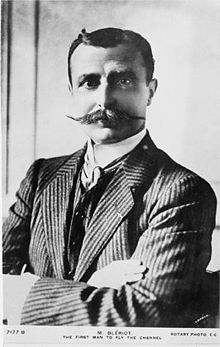 M. BLÉRIOT.
7177 B THE FIRST MAN TO FLY THE CHANNEL ROTARY PHOTO. E.C.